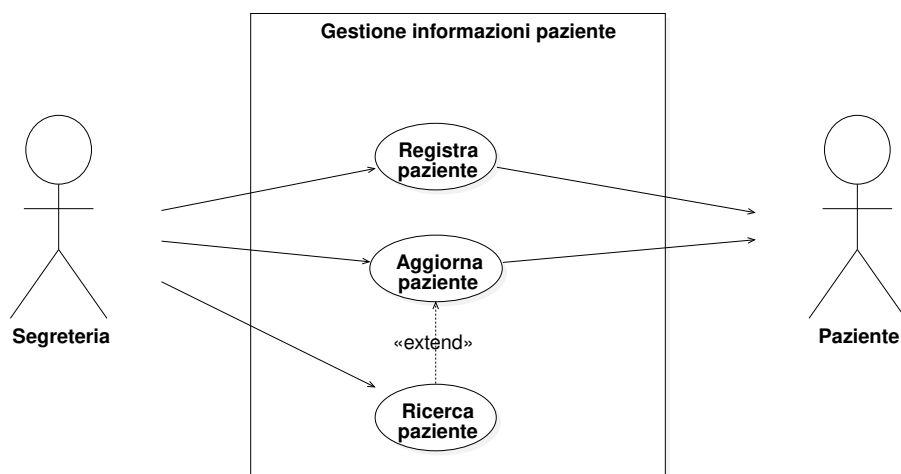 Gestione informazioni paziente
Registra
paziente
Aggiorna
paziente
Segreteria
«extend»
Paziente
Ricerca
paziente